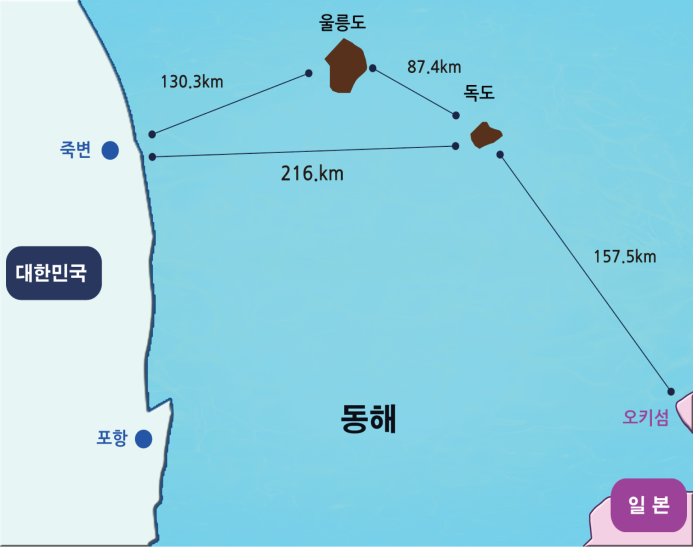 울릉도
130.3km
87.4km
독도
죽변
216.km
157.5km
대한민국
동해
오키섬
포항
일 본